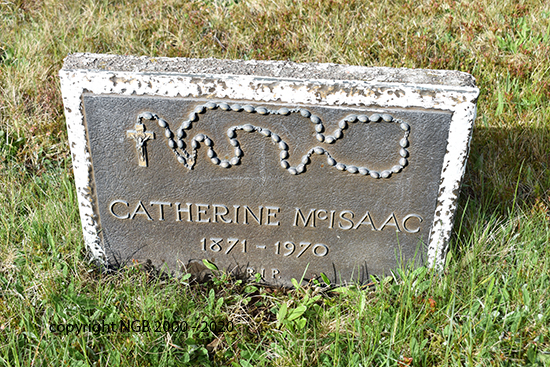 CATHERINE McISAAC
1871-1970
R.I.P.
copyright NGB 2000 - 2020